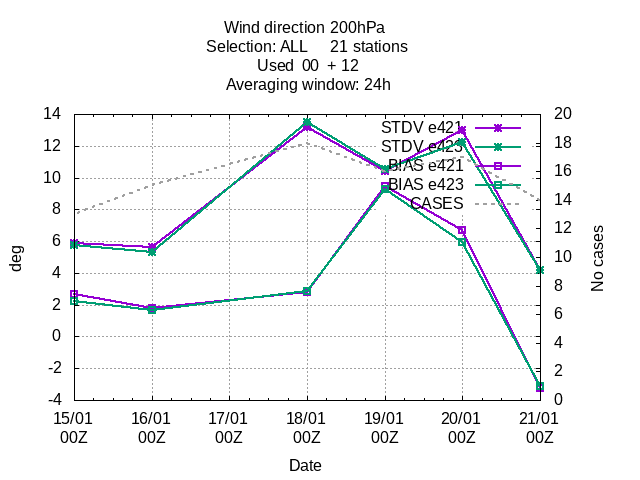 Wind direction 200hPa
Selection: ALL 21 stations
Used 00 + 12
Averaging window: 24h
14
12
10
8
6
4
2
0
-2
-4
deg
20
18
16
14
12
10
8
6
4
2
0
No cases
STDV e421
STDV e423
BIAS e421
BIAS e423
CASES
15/01 16/01 17/01 18/01 19/01 20/01 21/01
00Z 00Z 00Z 00Z 00Z 00Z 00Z
Date